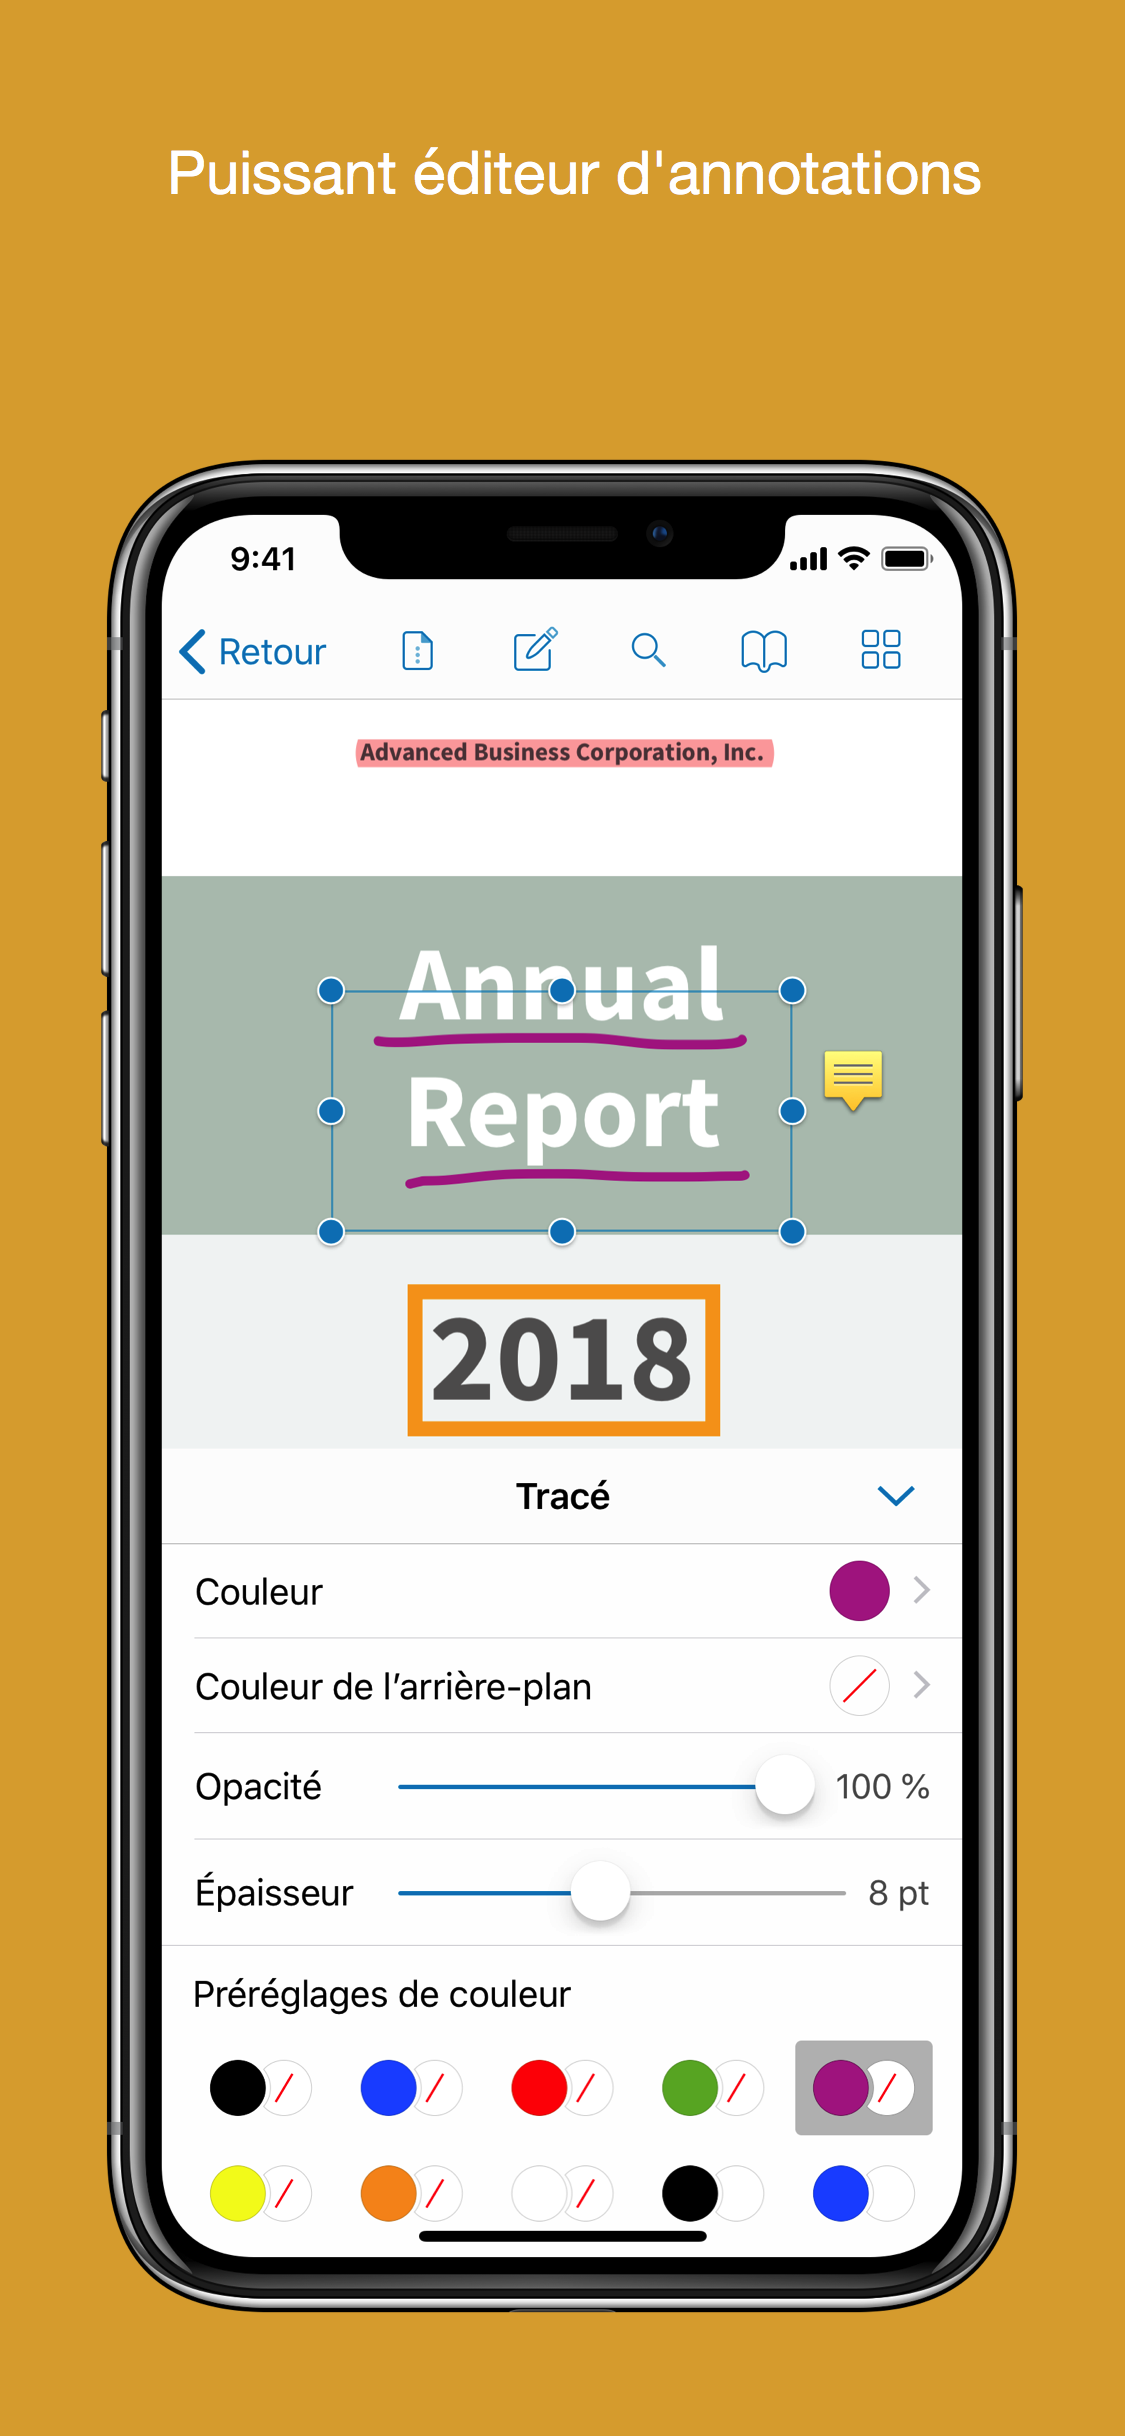 Puissant éditeur d'annotations
9:41
Retour
Advanced Business Corporation, Inc.
Annual
Report
2018
Tracé
Couleur
Couleur de l’arrière-plan
Opacité 100 %
Épaisseur 8 pt
Préréglages de couleur